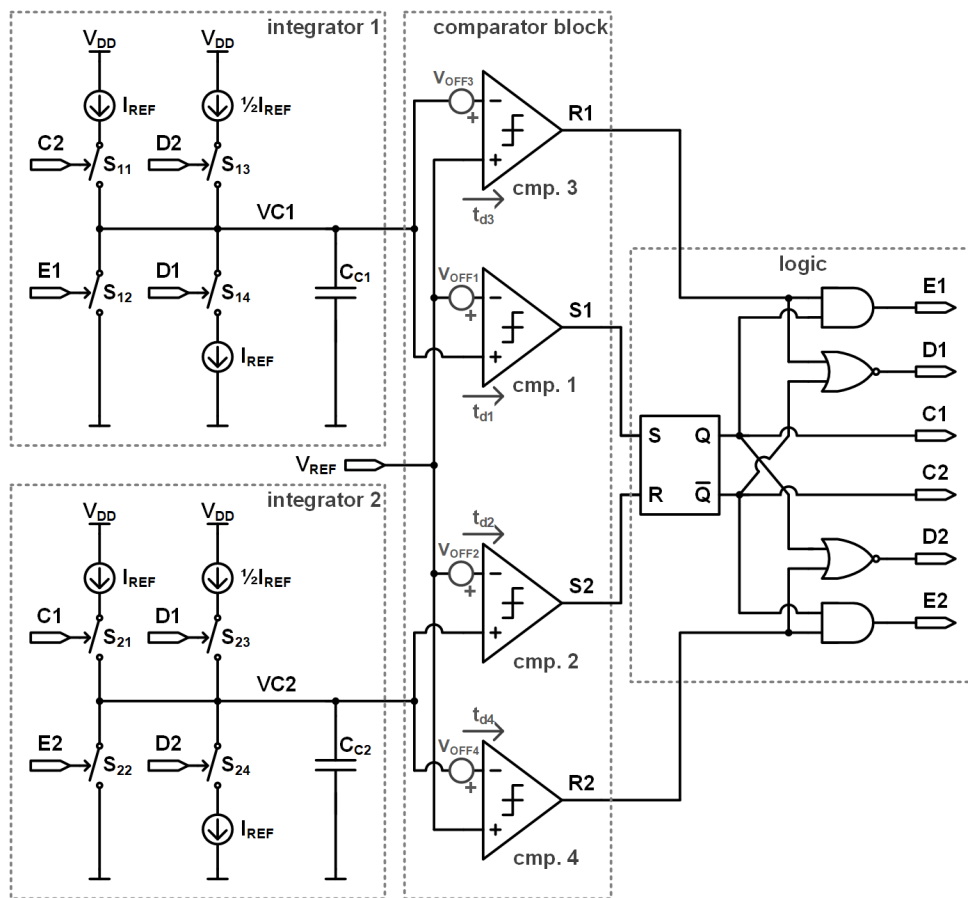 integrator 1
V_DD
V_DD
I_REF
½I_REF
C2
S_11
D2
S_13
VC1
E1
S_12
D1
S_14
C_C1
I_REF
comparator block
V_OFF3
−
+
+
R1
cmp. 3
t_d3
V_OFF1
−
+
+
S1
cmp. 1
t_d1
V_REF
integrator 2
V_DD
V_DD
I_REF
½I_REF
C1
S_21
D1
S_23
VC2
E2
S_22
D2
S_24
C_C2
I_REF
t_d2
V_OFF2
−
+
+
S2
cmp. 2
t_d4
V_OFF4
−
+
+
R2
cmp. 4
logic
S Q
R Q̅
E1
D1
C1
C2
D2
E2